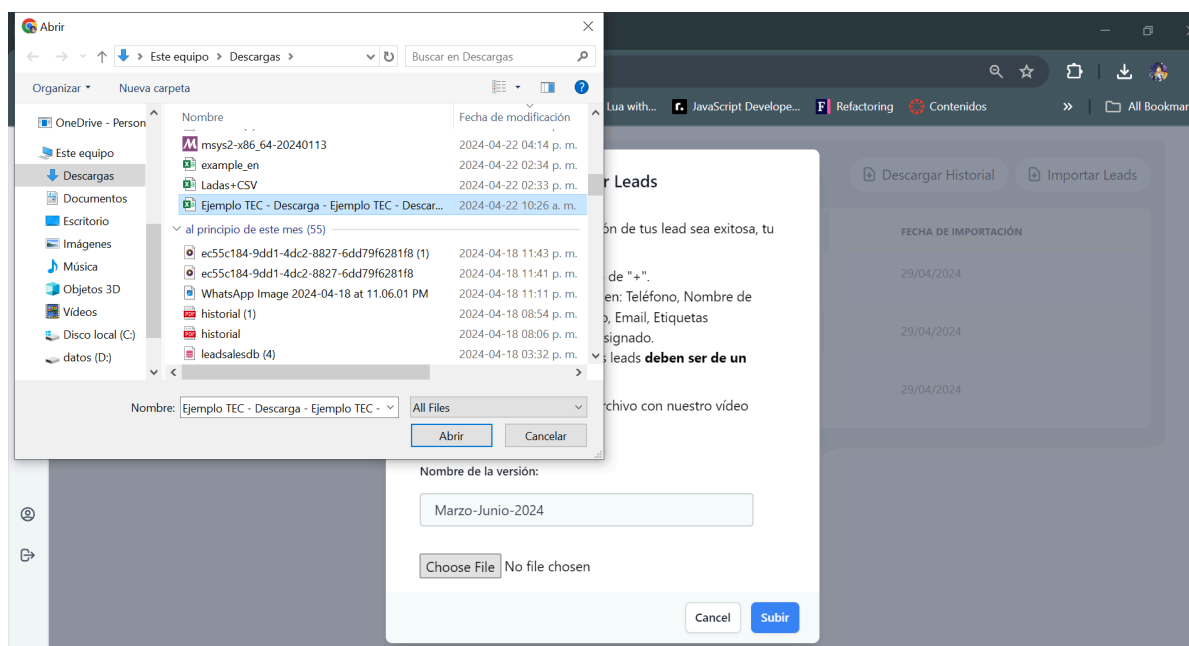 Abrir
Este equipo > Descargas >
Buscar en Descargas
Organizar
Nueva carpeta
OneDrive - Person
Este equipo
Descargas
Documentos
Escritorio
Imágenes
Música
Objetos 3D
Vídeos
Disco local (C:)
datos (D:)
Nombre
Fecha de modificación
msys2-x86_64-20240113
2024-04-22 04:14 p. m.
example_en
2024-04-22 02:34 p. m.
Ladas+CSV
2024-04-22 02:33 p. m.
Ejemplo TEC - Descarga - Ejemplo TEC - Descar...
2024-04-22 10:26 a. m.
al principio de este mes (55)
ec55c184-9dd1-4dc2-8827-6dd79f6281f8 (1)
2024-04-18 11:43 p. m.
ec55c184-9dd1-4dc2-8827-6dd79f6281f8
2024-04-18 11:41 p. m.
WhatsApp Image 2024-04-18 at 11.06.01 PM
2024-04-18 11:11 p. m.
historial (1)
2024-04-18 08:54 p. m.
historial
2024-04-18 08:06 p. m.
leadsalesdb (4)
2024-04-18 03:32 p. m.
Nombre:
Ejemplo TEC - Descarga - Ejemplo TEC -
All Files
Abrir
Cancelar
Lua with...
JavaScript Develope...
Refactoring
Contenidos
»
All Bookmar
r Leads
ón de tus lead sea exitosa, tu
de "+".
en: Teléfono, Nombre de
o, Email, Etiquetas
signado.
s leads deben ser de un
rchivo con nuestro vídeo
Nombre de la versión:
Marzo-Junio-2024
Choose File No file chosen
Cancel
Subir
Descargar Historial
Importar Leads
FECHA DE IMPORTACIÓN
29/04/2024
29/04/2024
29/04/2024